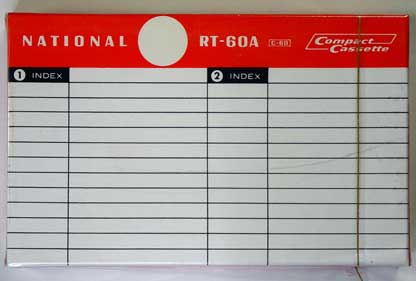 NATIONAL RT-60A C-60 Compact Cassette
1 INDEX 2 INDEX